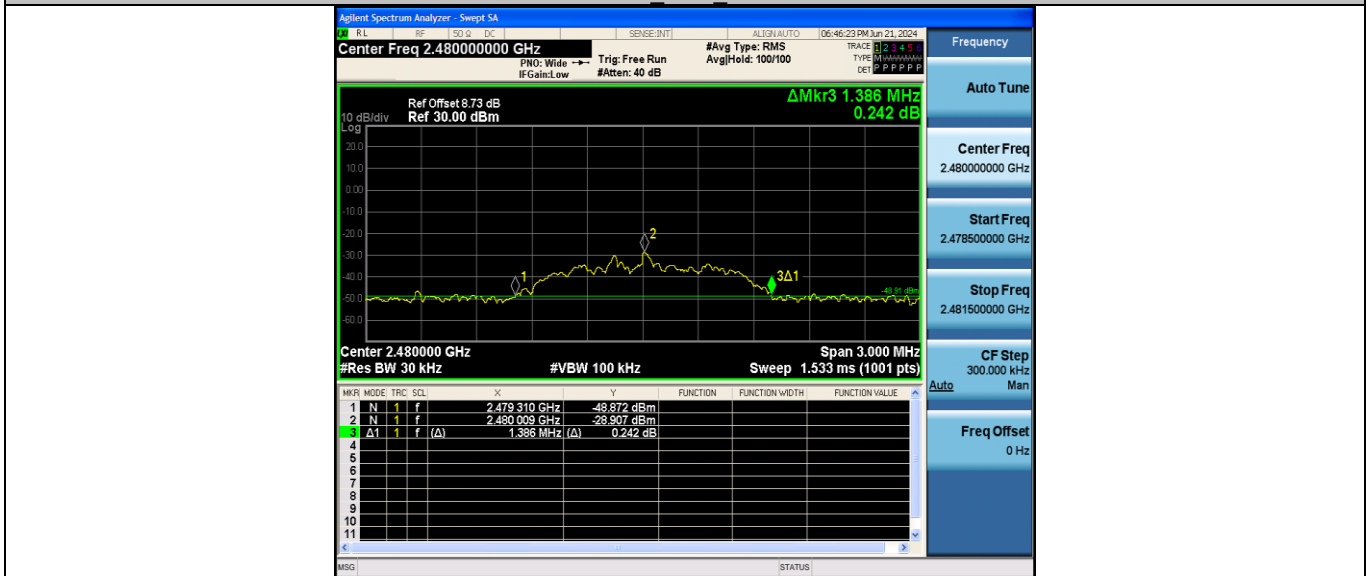 Agilent Spectrum Analyzer - Swept SA
LXI RL RF 50 Ω DC SENSE:INT ALIGN AUTO 06:46:23 PM Jun 21, 2024
Center Freq 2.480000000 GHz
PNO: Wide Trig: Free Run
IFGain:Low #Atten: 40 dB
#Avg Type: RMS
Avg|Hold: 100/100
TRACE 1 2 3 4 5 6
TYPE M WWWWW
DET P P P P P P
ΔMkr3 1.386 MHz
0.242 dB
Ref Offset 8.73 dB
10 dB/div Ref 30.00 dBm
Log
20.0
10.0
0.00
-10.0
-20.0
-30.0
-40.0
-50.0
-60.0
1
2
3Δ1
-48.91 dBm
Center 2.480000 GHz Span 3.000 MHz
#Res BW 30 kHz #VBW 100 kHz Sweep 1.533 ms (1001 pts)
MKR MODE TRC SCL X Y FUNCTION FUNCTION WIDTH FUNCTION VALUE
1 N 1 f 2.479 310 GHz -48.872 dBm
2 N 1 f 2.480 009 GHz -28.907 dBm
3 Δ1 1 f (Δ) 1.386 MHz (Δ) 0.242 dB
4
5
6
7
8
9
10
11
MSG STATUS
Frequency
Auto Tune
Center Freq
2.480000000 GHz
Start Freq
2.478500000 GHz
Stop Freq
2.481500000 GHz
CF Step
300.000 kHz
Auto Man
Freq Offset
0 Hz